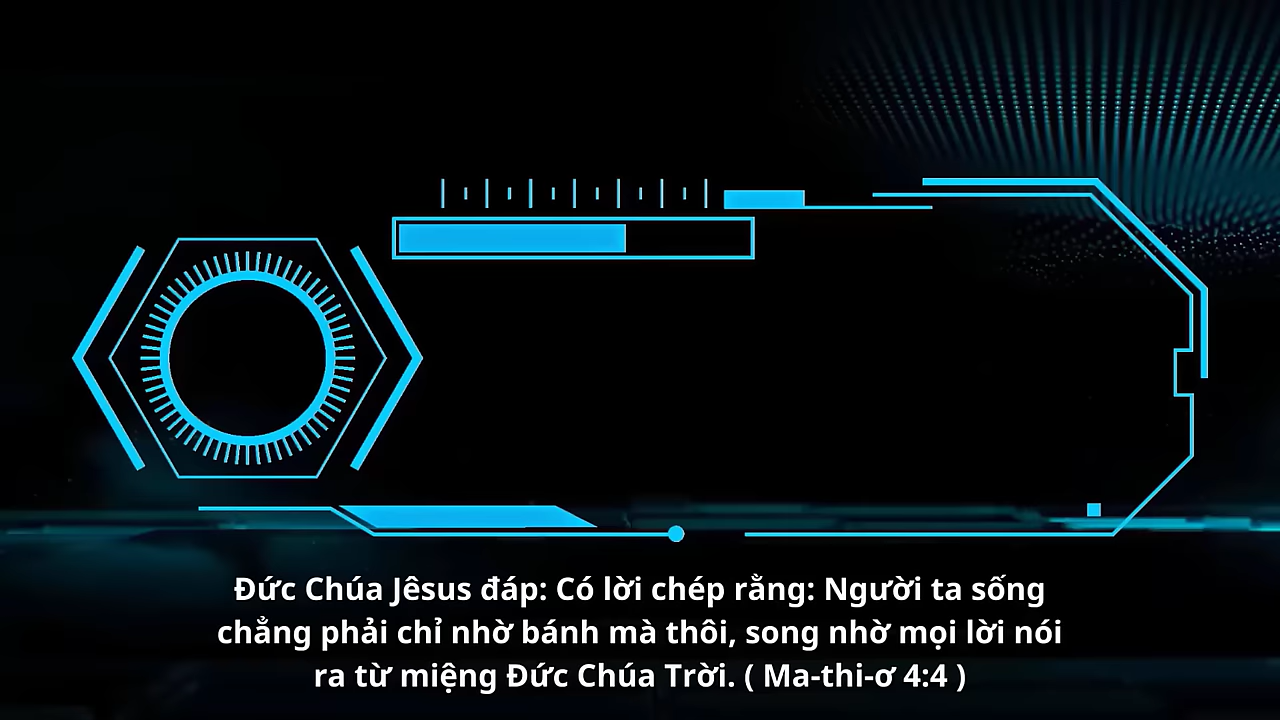 Đức Chúa Jêsus đáp: Có lời chép rằng: Người ta sống
chẳng phải chỉ nhờ bánh mà thôi, song nhờ mọi lời nói
ra từ miệng Đức Chúa Trời. ( Ma-thi-ơ 4:4 )